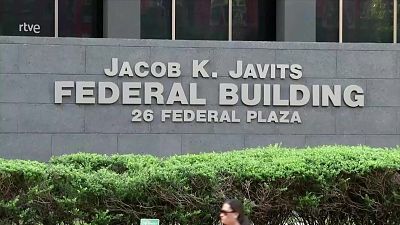 rtve
JACOB K. JAVITS
FEDERAL BUILDING
26 FEDERAL PLAZA